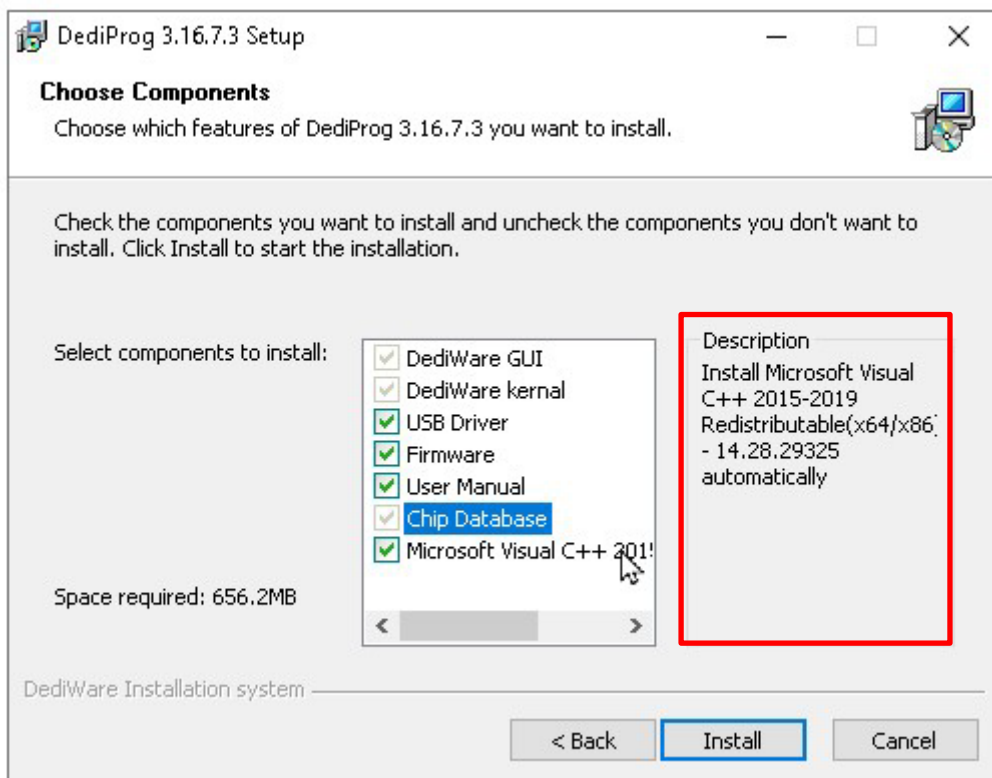 DediProg 3.16.7.3 Setup
Choose Components
Choose which features of DediProg 3.16.7.3 you want to install.
Check the components you want to install and uncheck the components you don't want to
install. Click Install to start the installation.
Select components to install:
DediWare GUI
DediWare kernal
USB Driver
Firmware
User Manual
Chip Database
Microsoft Visual C++ 201
Space required: 656.2MB
Description
Install Microsoft Visual
C++ 2015-2019
Redistributable(x64/x86)
- 14.28.29325
automatically
DediWare Installation system
< Back
Install
Cancel